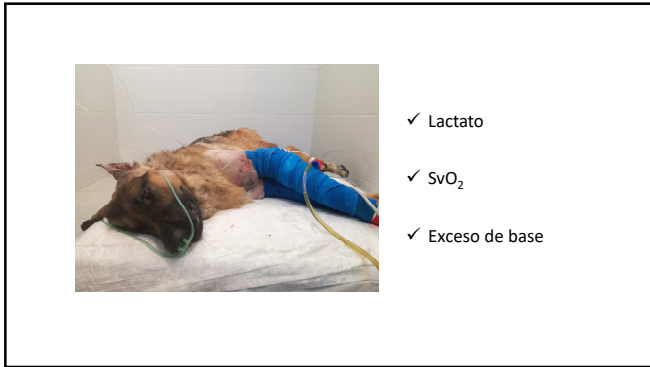 ✓ Lactato
✓ SvO₂
✓ Exceso de base